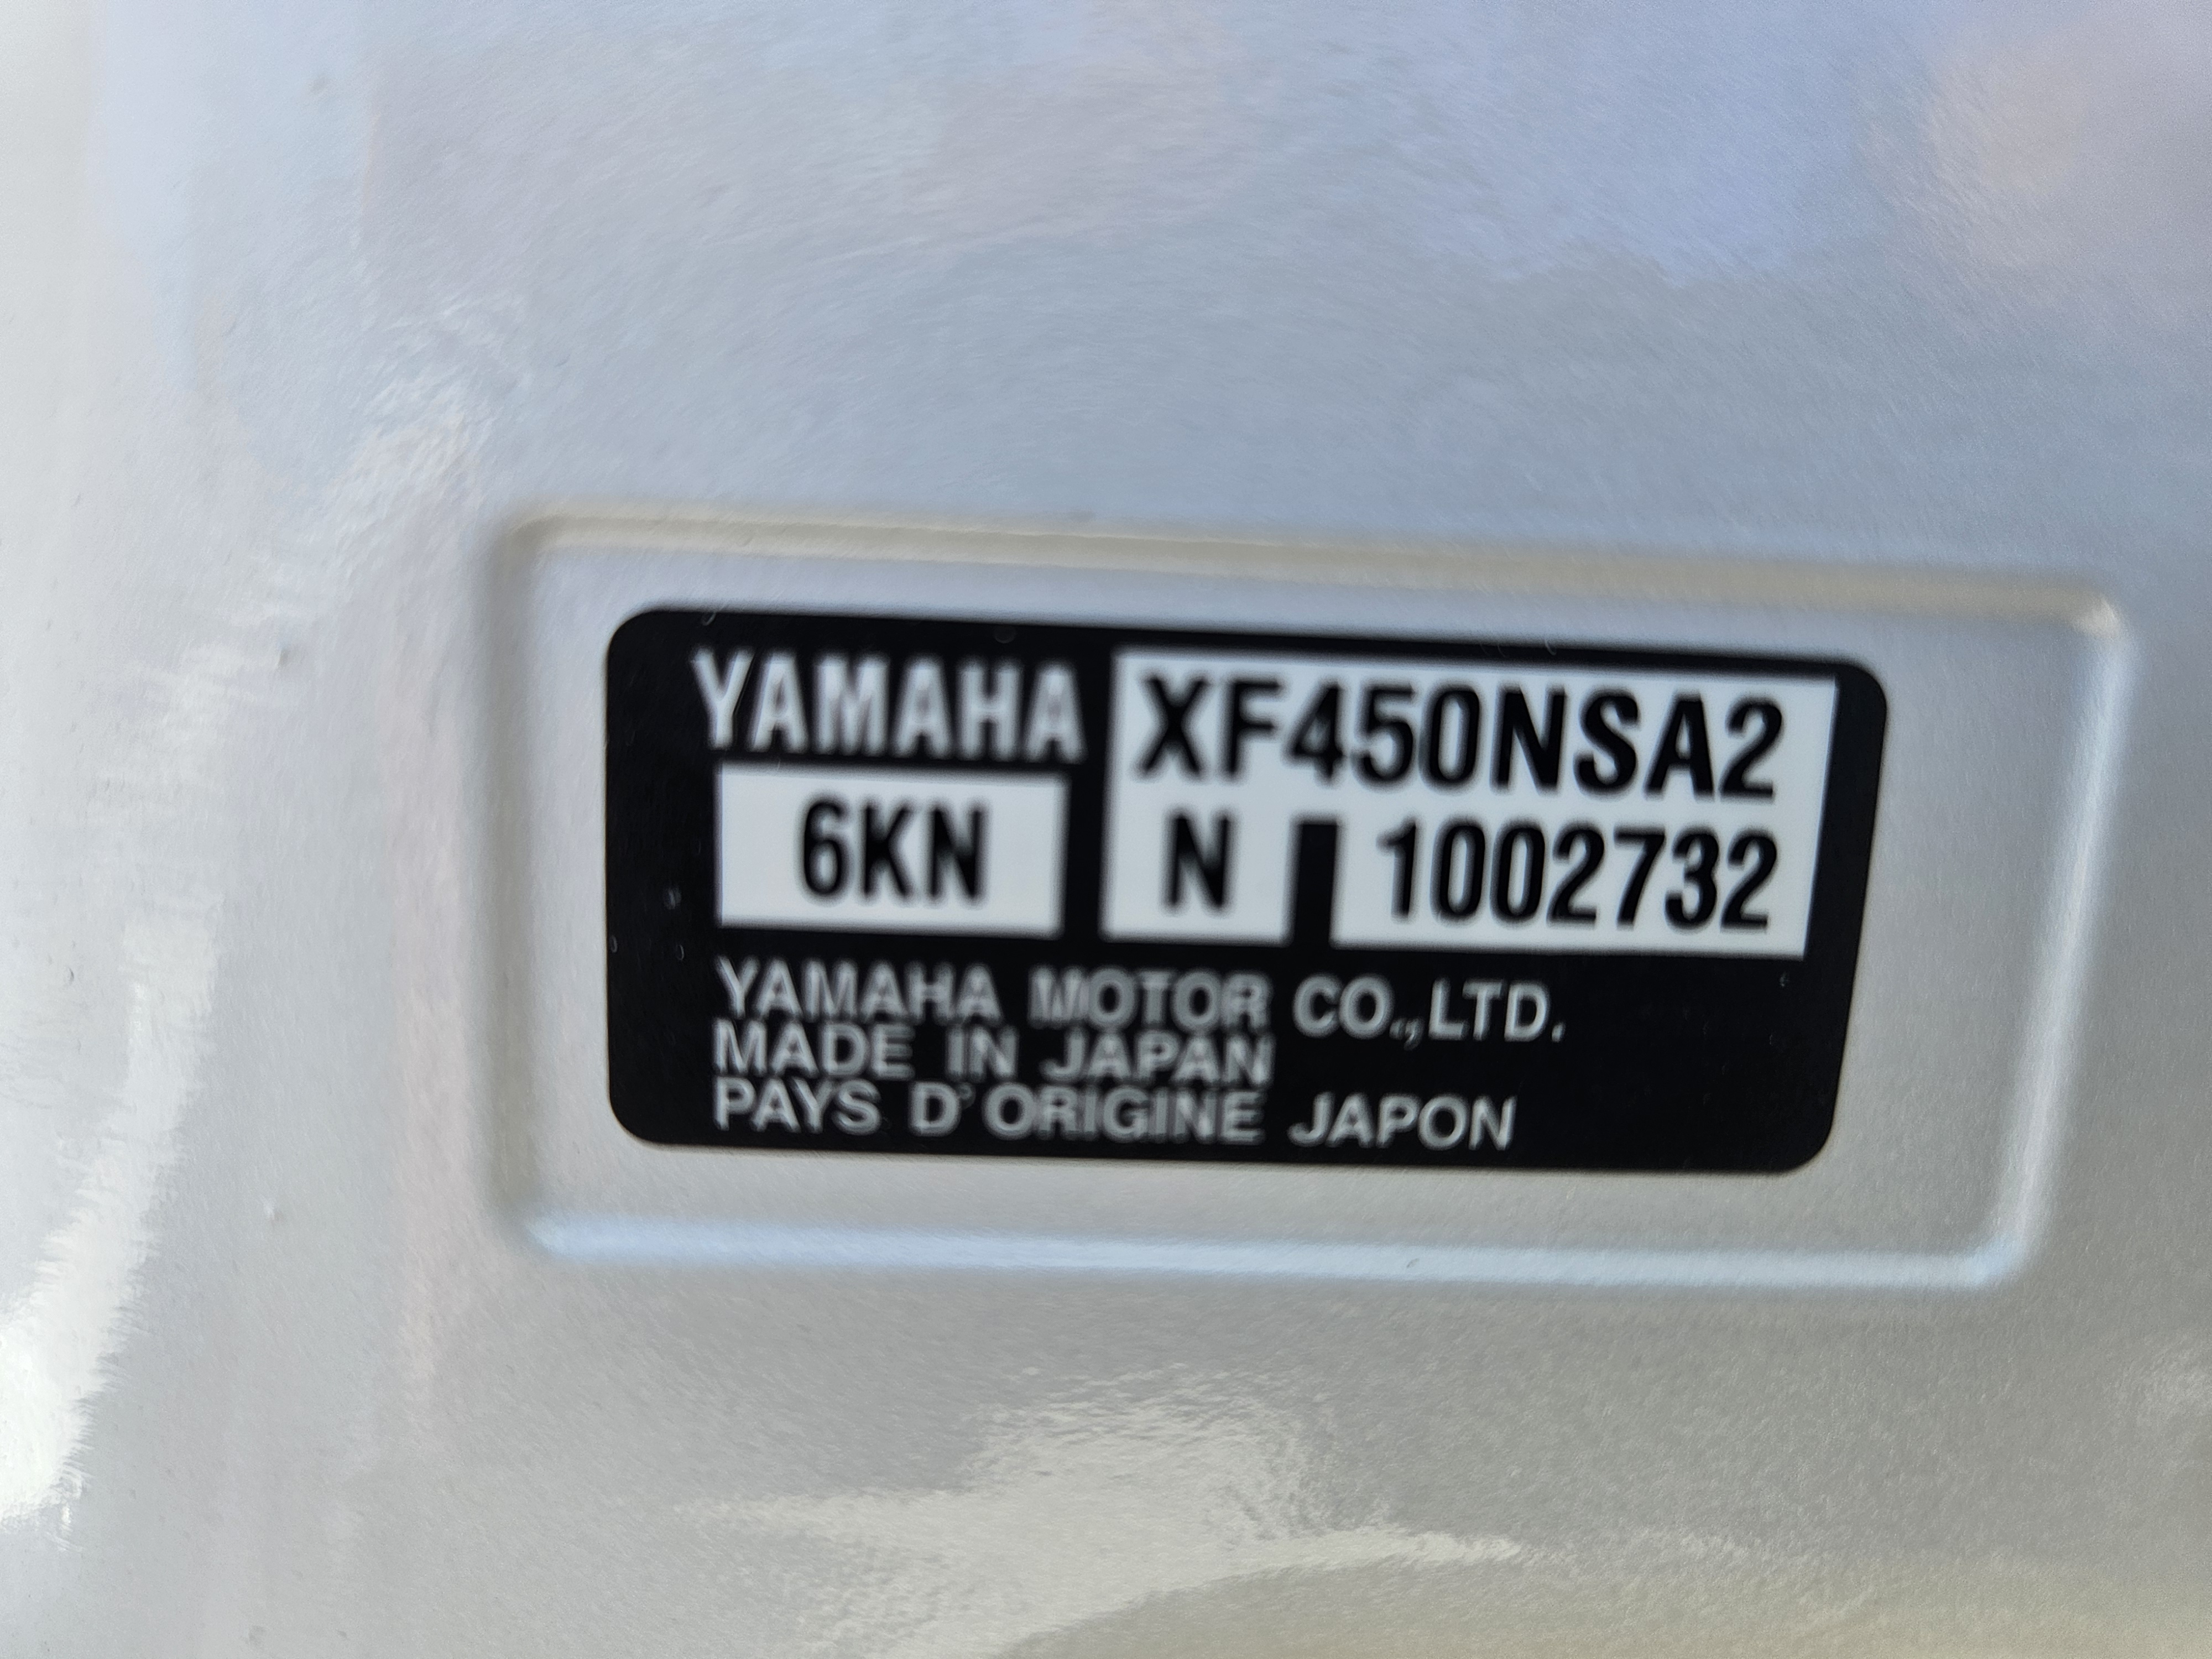 YAMAHA XF450NSA2
6KN N 1002732
YAMAHA MOTOR CO.,LTD.
MADE IN JAPAN
PAYS D'ORIGINE JAPON